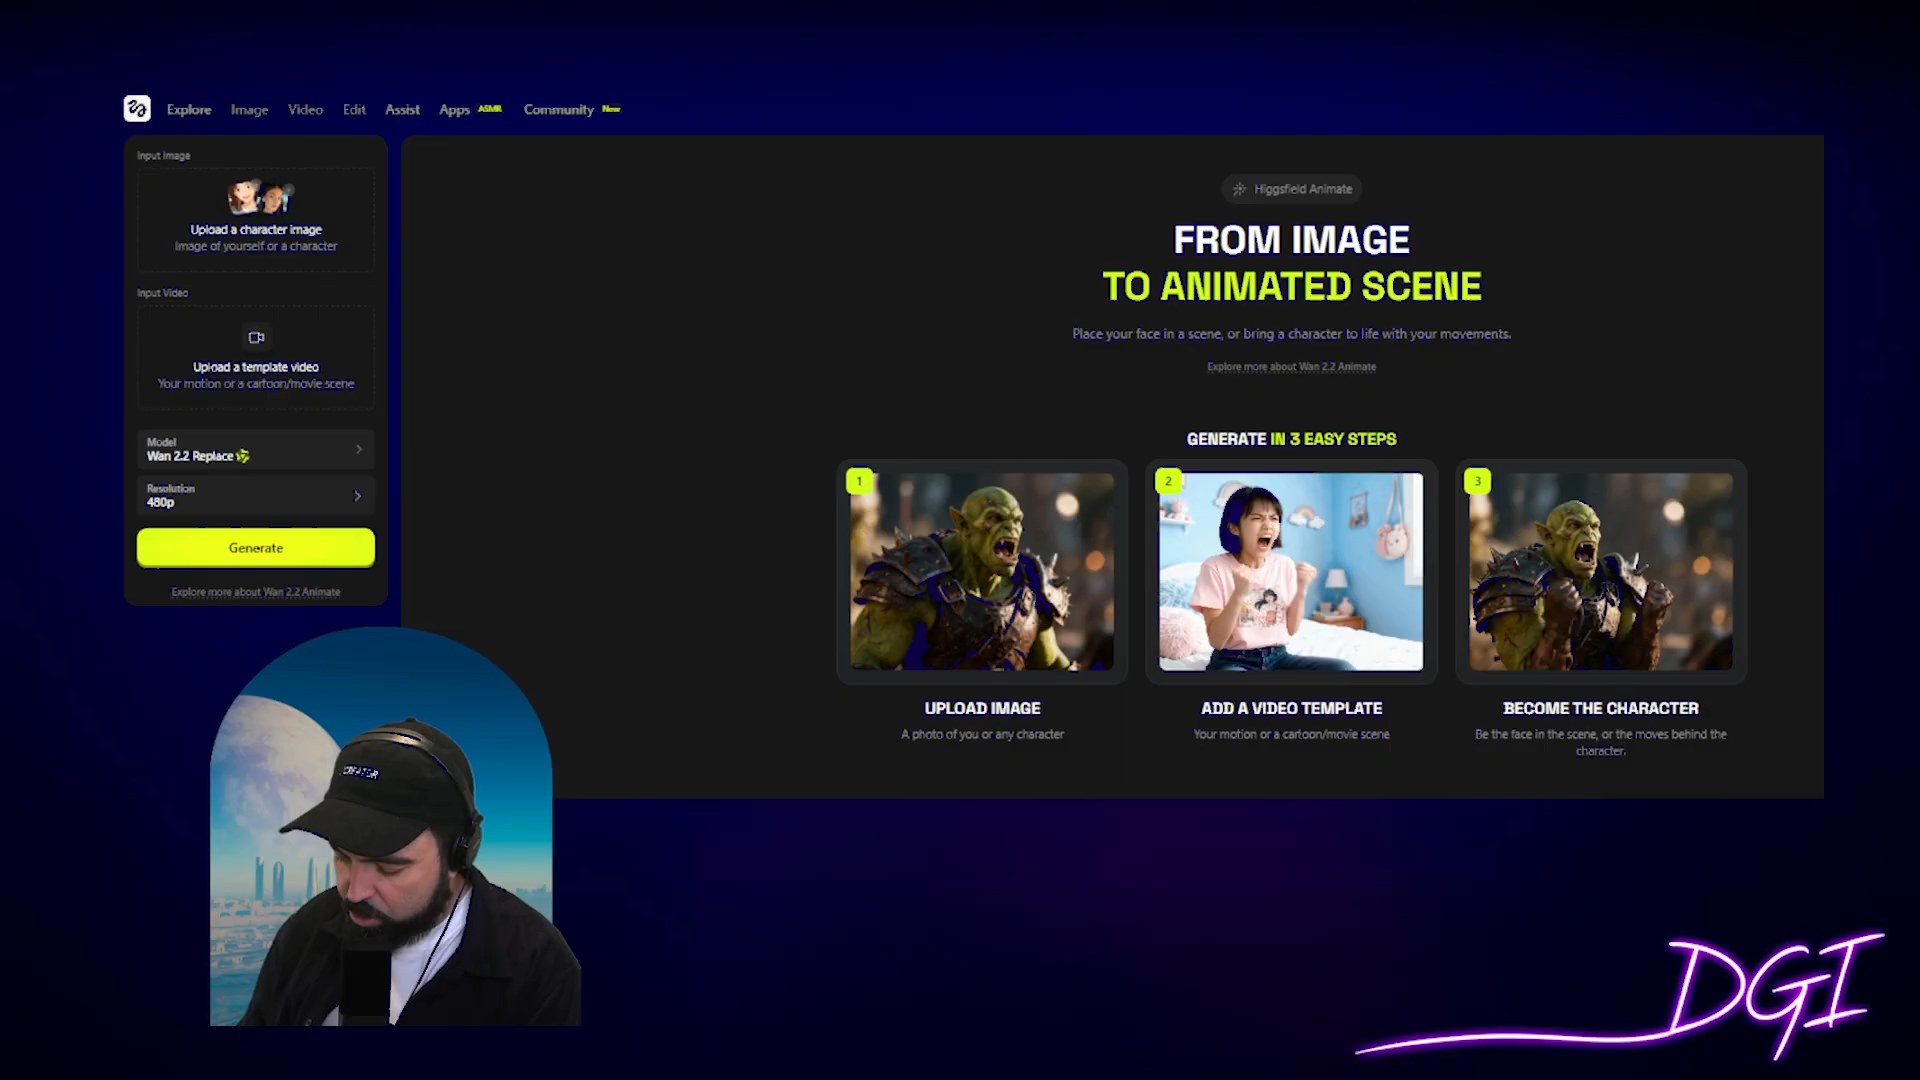 Explore Image Video Edit Assist Apps ASMR Community New
Input Image
Upload a character image
Image of yourself or a character
Input Video
Upload a template video
Your motion or a cartoon/movie scene
Model
Wan 2.2 Replace
Resolution
480p
Generate
Explore more about Wan 2.2 Animate
Higgsfield Animate
FROM IMAGE
TO ANIMATED SCENE
Place your face in a scene, or bring a character to life with your movements.
Explore more about Wan 2.2 Animate
GENERATE IN 3 EASY STEPS
1
2
3
UPLOAD IMAGE
A photo of you or any character
ADD A VIDEO TEMPLATE
Your motion or a cartoon/movie scene
BECOME THE CHARACTER
Be the face in the scene, or the moves behind the
character.
CREATOR
DGI